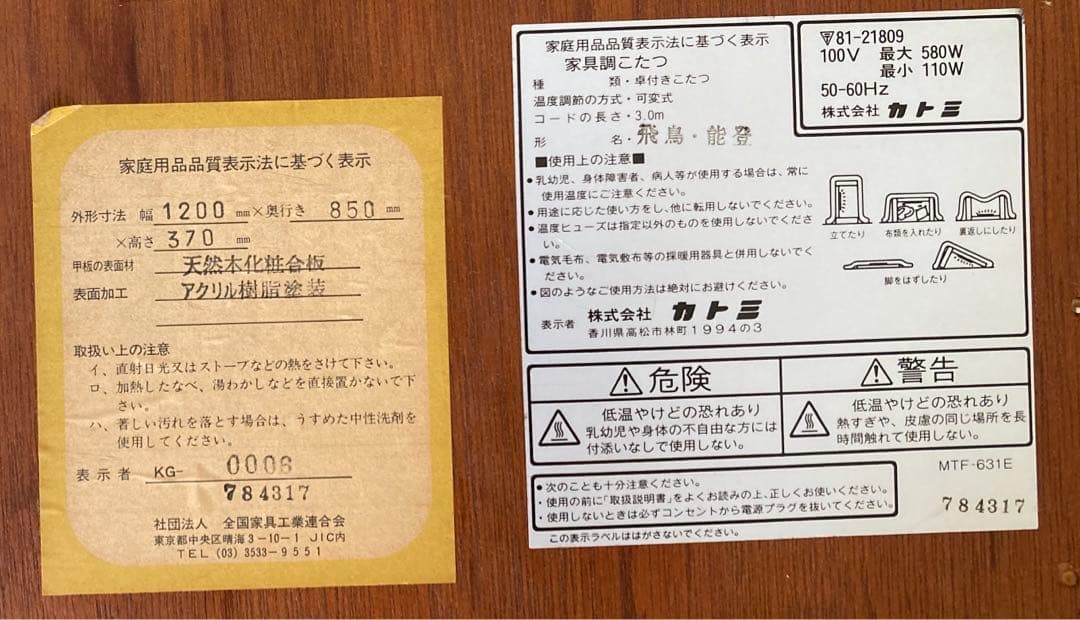 家庭用品品質表示法に基づく表示
外形寸法 幅 1200 mm×奥行き 850 mm
×高さ 370 mm
甲板の表面材 天然木化粧合板
表面加工 アクリル樹脂塗装
取扱い上の注意
イ、直射日光又はストーブなどの熱をさけて下さい。
ロ、加熱したなべ、湯わかしなどを直接置かないで下
さい。
ハ、著しい汚れを落とす場合は、うすめた中性洗剤を
使用してください。
表示者 KG- 0006
784317
社団法人 全国家具工業連合会
東京都中央区晴海3-10-1 JIC内
TEL (03) 3533-9551
家庭用品品質表示法に基づく表示
家具調こたつ
種 類・卓付きこたつ
温度調節の方式・可変式
コードの長さ・3.0m
形 名・飛鳥・能登
■使用上の注意■
●乳幼児、身体障害者、病人等が使用する場合は、常に
使用温度にご注意ください。
●用途に応じた使い方をし、他に転用しないでください。
●温度ヒューズは指定以外のものを使用しないでくださ
い。
●電気毛布、電気敷布等の採暖用器具と併用しないでく
ださい。
●図のようなご使用方法は絶対にお避けください。
表示者 株式会社 カトミ
香川県高松市林町1994の3
81-21809
100V 最大 580W
最小 110W
50-60Hz
株式会社 カトミ
立てたり 布類を入れたり 裏返しにしたり
脚をはずしたり
危険
低温やけどの恐れあり
乳幼児や身体の不自由な方には
付添いなしで使用しない。
警告
低温やけどの恐れあり
熱すぎや、皮膚の同じ場所を長
時間触れて使用しない。
●次のことも十分注意ください。
・使用の前に「取扱説明書」をよくお読みの上、正しくお使いください。
・使用しないときは必ずコンセントから電源プラグを抜いてください。
この表示ラベルははがさないでください。
MTF-631E
784317